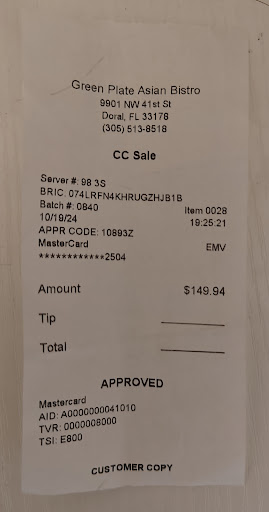 Green Plate Asian Bistro
9901 NW 41st St
Doral, FL 33178
(305) 513-8518
CC Sale
Server #: 98 3S
BRIC: 074LRFN4KHRUGZHJB1B
Batch #: 0840 Item 0028
10/19/24 19:25:21
APPR CODE: 10893Z
MasterCard EMV
************2504
Amount $149.94
Tip
Total
APPROVED
Mastercard
AID: A0000000041010
TVR: 0000008000
TSI: E800
CUSTOMER COPY